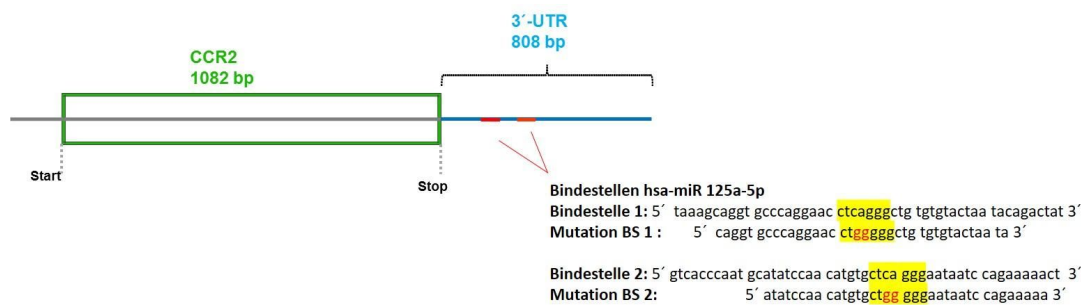 3´-UTR
808 bp
CCR2
1082 bp
Start
Stop
Bindestellen hsa-miR 125a-5p
Bindestelle 1: 5´ taaagcaggt gcccaggaac ctcagggctg tgtgtactaa tacagactat 3´
Mutation BS 1 : 5´ caggt gcccaggaac ctgggggctg tgtgtactaa ta 3´
Bindestelle 2: 5´ gtcacccaat gcatatccaa catgtgctca gggaataatc cagaaaaact 3´
Mutation BS 2: 5´ atatccaa catgtgctgg gggaataatc cagaaaaa 3´